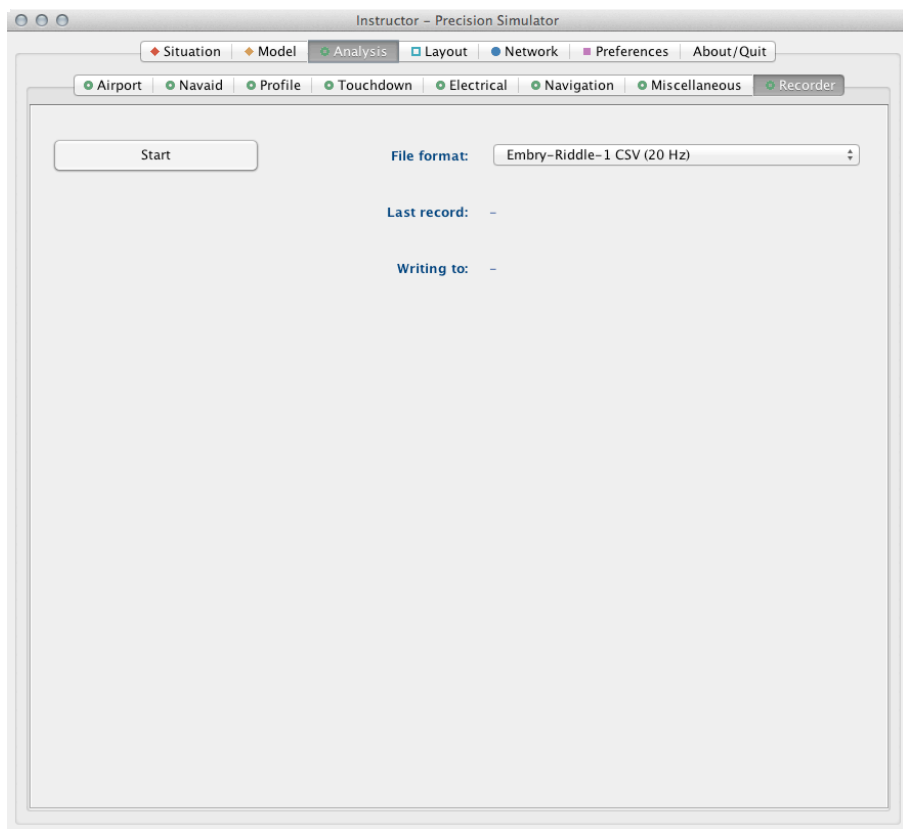 Instructor – Precision Simulator
Situation Model Analysis Layout Network Preferences About/Quit
Airport Navaid Profile Touchdown Electrical Navigation Miscellaneous Recorder
Start File format: Embry-Riddle-1 CSV (20 Hz)
Last record: –
Writing to: –